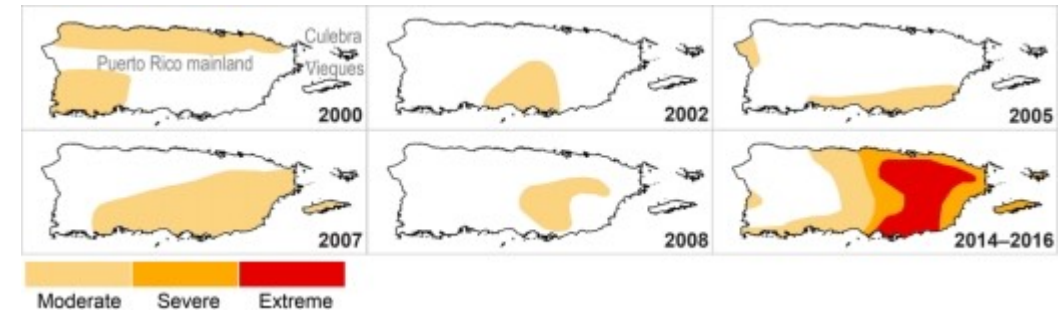 Culebra
Puerto Rico mainland
Vieques
2000
2002
2005
2007
2008
2014–2016
Moderate
Severe
Extreme